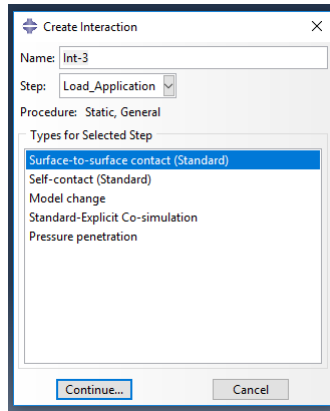 Create Interaction
Name: Int-3
Step: Load_Application
Procedure: Static, General
Types for Selected Step
Surface-to-surface contact (Standard)
Self-contact (Standard)
Model change
Standard-Explicit Co-simulation
Pressure penetration
Continue... Cancel